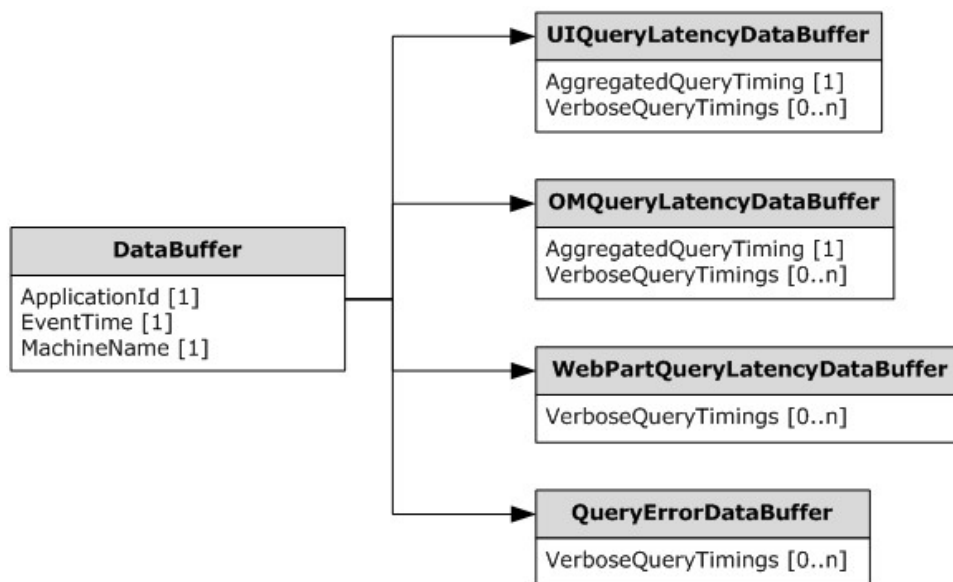 UIQueryLatencyDataBuffer
AggregatedQueryTiming [1]
VerboseQueryTimings [0..n]
OMQueryLatencyDataBuffer
AggregatedQueryTiming [1]
VerboseQueryTimings [0..n]
DataBuffer
ApplicationId [1]
EventTime [1]
MachineName [1]
WebPartQueryLatencyDataBuffer
VerboseQueryTimings [0..n]
QueryErrorDataBuffer
VerboseQueryTimings [0..n]